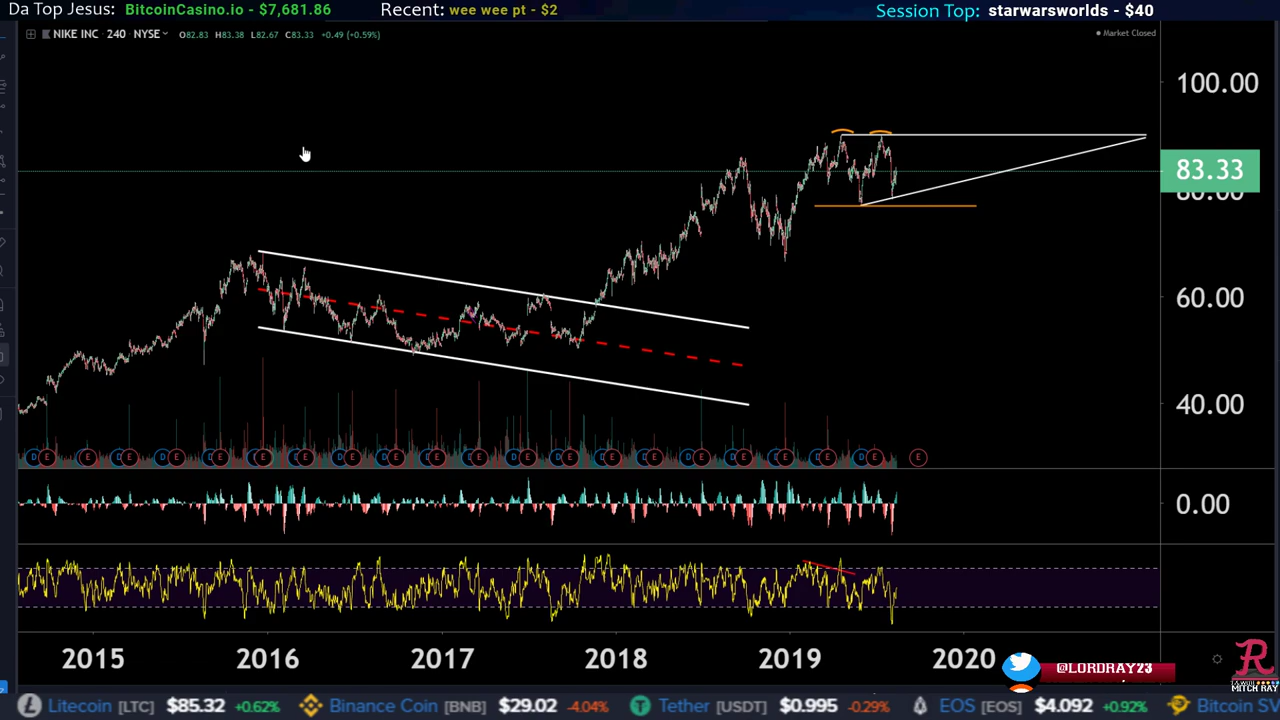 Da Top Jesus: BitcoinCasino.io - $7,681.86 Recent: wee wee pt - $2 Session Top: starwarsworlds - $40
NIKE INC 240 NYSE O82.83 H83.38 L82.67 C83.33 +0.49 (+0.59%) Market Closed
100.00
83.33
80.00
60.00
40.00
D E E D E D E D E D E D E D E D E D E D E D E D E D E D E D E D E D E D E D E E
0.00
2015 2016 2017 2018 2019 2020
@LORDRAY23
R
MITCH RAY
Litecoin [LTC] $85.32 +0.62% Binance Coin [BNB] $29.02 -4.04% Tether [USDT] $0.995 -0.29% EOS [EOS] $4.092 +0.92% Bitcoin SV